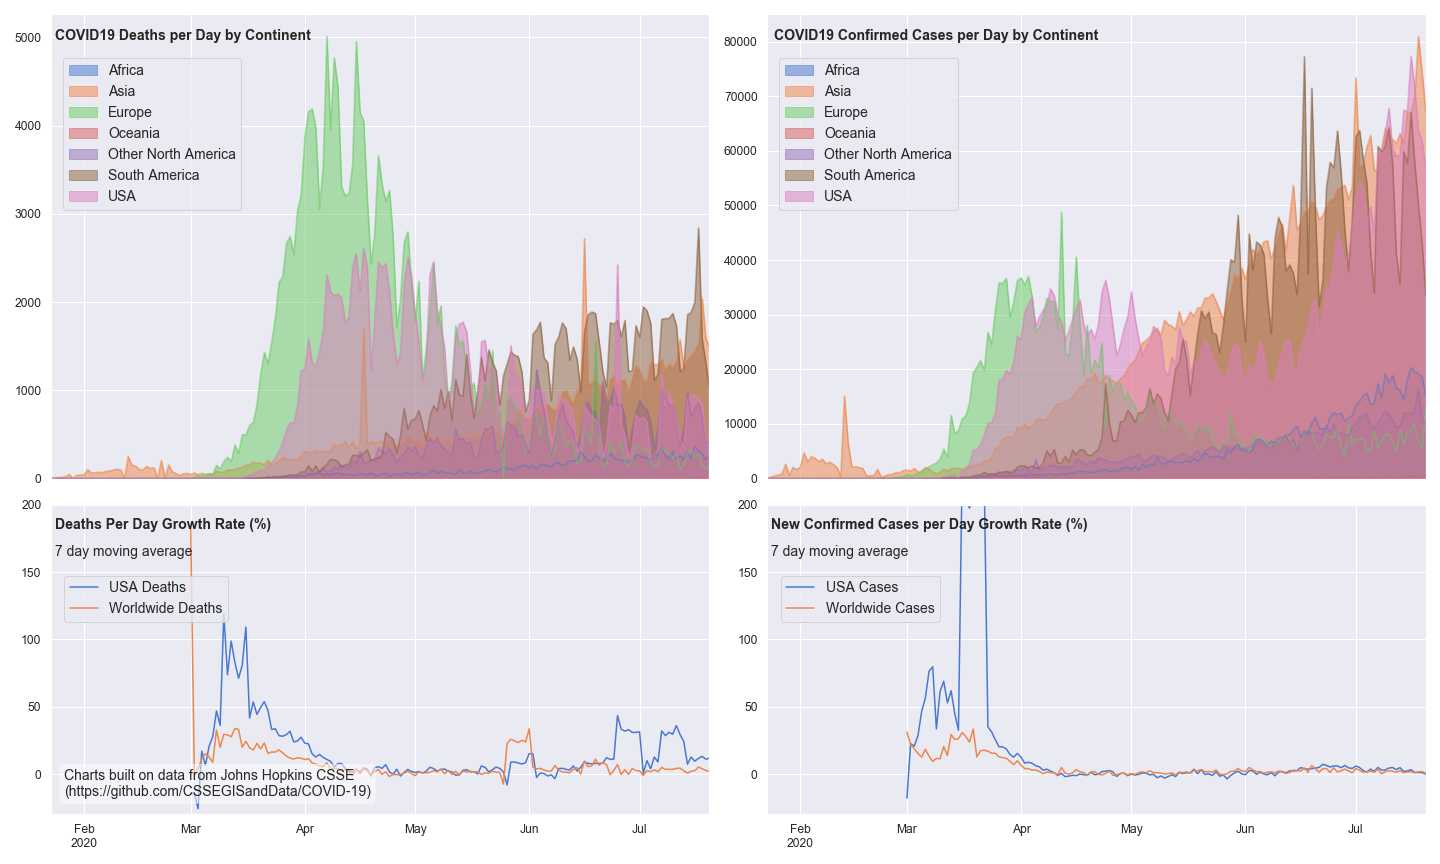 COVID19 Deaths per Day by Continent
5000
4000
3000
2000
1000
0
Africa
Asia
Europe
Oceania
Other North America
South America
USA
COVID19 Confirmed Cases per Day by Continent
80000
70000
60000
50000
40000
30000
20000
10000
0
Africa
Asia
Europe
Oceania
Other North America
South America
USA
Deaths Per Day Growth Rate (%)
7 day moving average
200
150
100
50
0
USA Deaths
Worldwide Deaths
Charts built on data from Johns Hopkins CSSE
(https://github.com/CSSEGISandData/COVID-19)
Feb
2020
Mar
Apr
May
Jun
Jul
New Confirmed Cases per Day Growth Rate (%)
7 day moving average
200
150
100
50
0
USA Cases
Worldwide Cases
Feb
2020
Mar
Apr
May
Jun
Jul